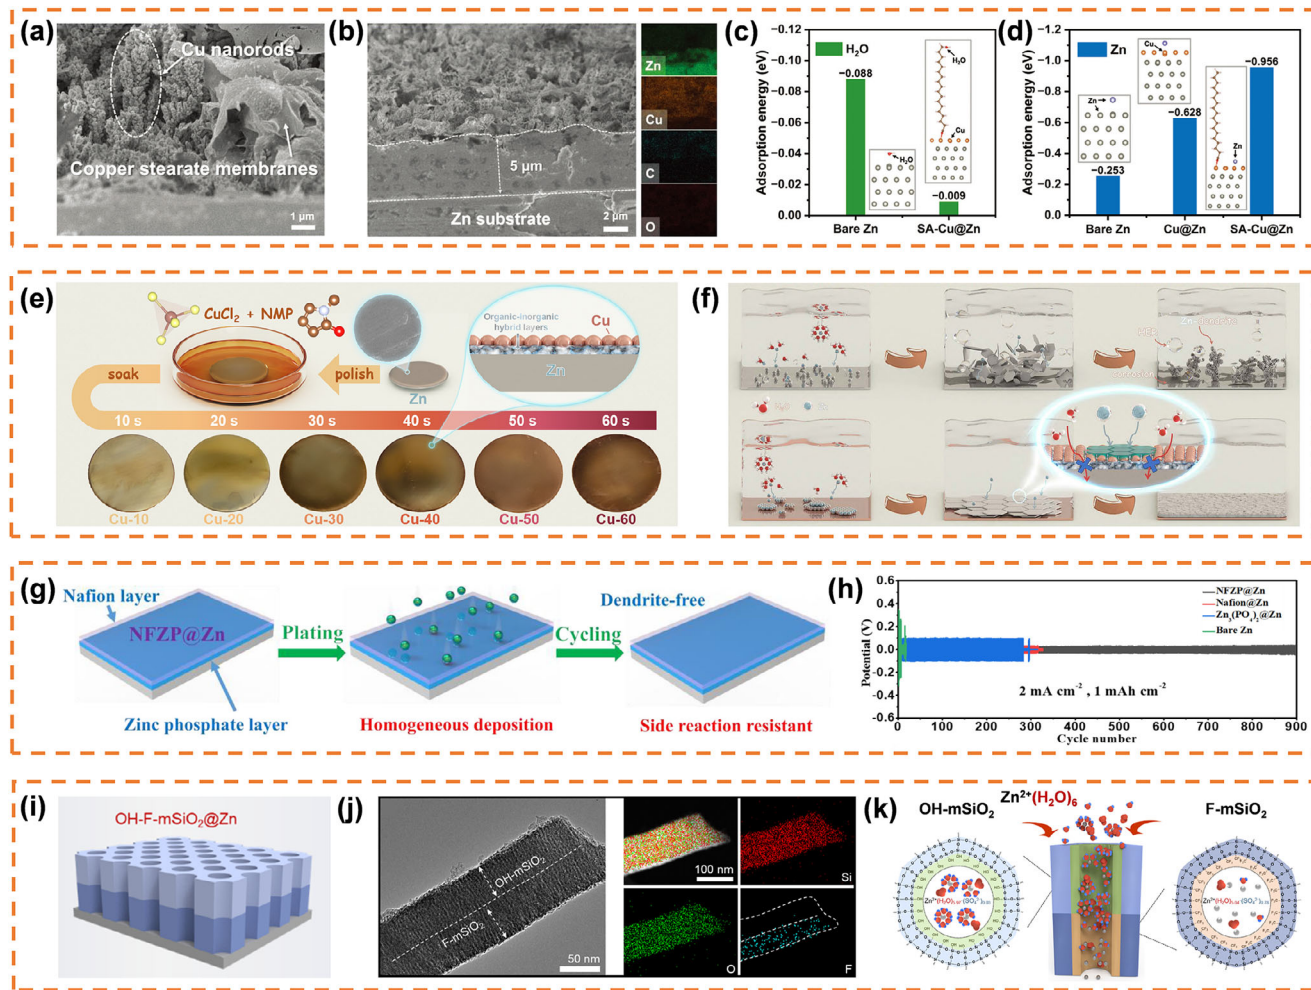 (a)
Cu nanorods
Copper stearate membranes
1 μm
(b)
5 μm
Zn substrate
2 μm
Zn
Cu
C
O
(c)
Adsorption energy (eV)
−0.12
−0.10
−0.08
−0.06
−0.04
−0.02
0.00
H₂O
−0.088
−0.009
H₂O
H₂O
Cu
Bare Zn
SA-Cu@Zn
(d)
Adsorption energy (eV)
−1.2
−1.0
−0.8
−0.6
−0.4
−0.2
0.0
Zn
−0.253
−0.628
−0.956
Zn
Cu
Zn
Bare Zn
Cu@Zn
SA-Cu@Zn
(e)
CuCl₂ + NMP
soak
polish
Zn
Organic-inorganic
hybrid layers
Cu
Zn
10 s
20 s
30 s
40 s
50 s
60 s
Cu-10
Cu-20
Cu-30
Cu-40
Cu-50
Cu-60
(f)
HER
Zn dendrite
corrosion
H₂O
Zn
(g)
Nafion layer
NFZP@Zn
Zinc phosphate layer
Plating
Homogeneous deposition
Cycling
Dendrite-free
Side reaction resistant
(h)
Potential (V)
0.6
0.4
0.2
0.0
-0.2
-0.4
-0.6
NFZP@Zn
Nafion@Zn
Zn₃(PO₄)₂@Zn
Bare Zn
2 mA cm⁻² , 1 mAh cm⁻²
0 100 200 300 400 500 600 700 800 900
Cycle number
(i)
OH-F-mSiO₂@Zn
(j)
OH-mSiO₂
F-mSiO₂
50 nm
100 nm
Si
O
F
(k)
OH-mSiO₂
Zn²⁺(H₂O)₆
F-mSiO₂